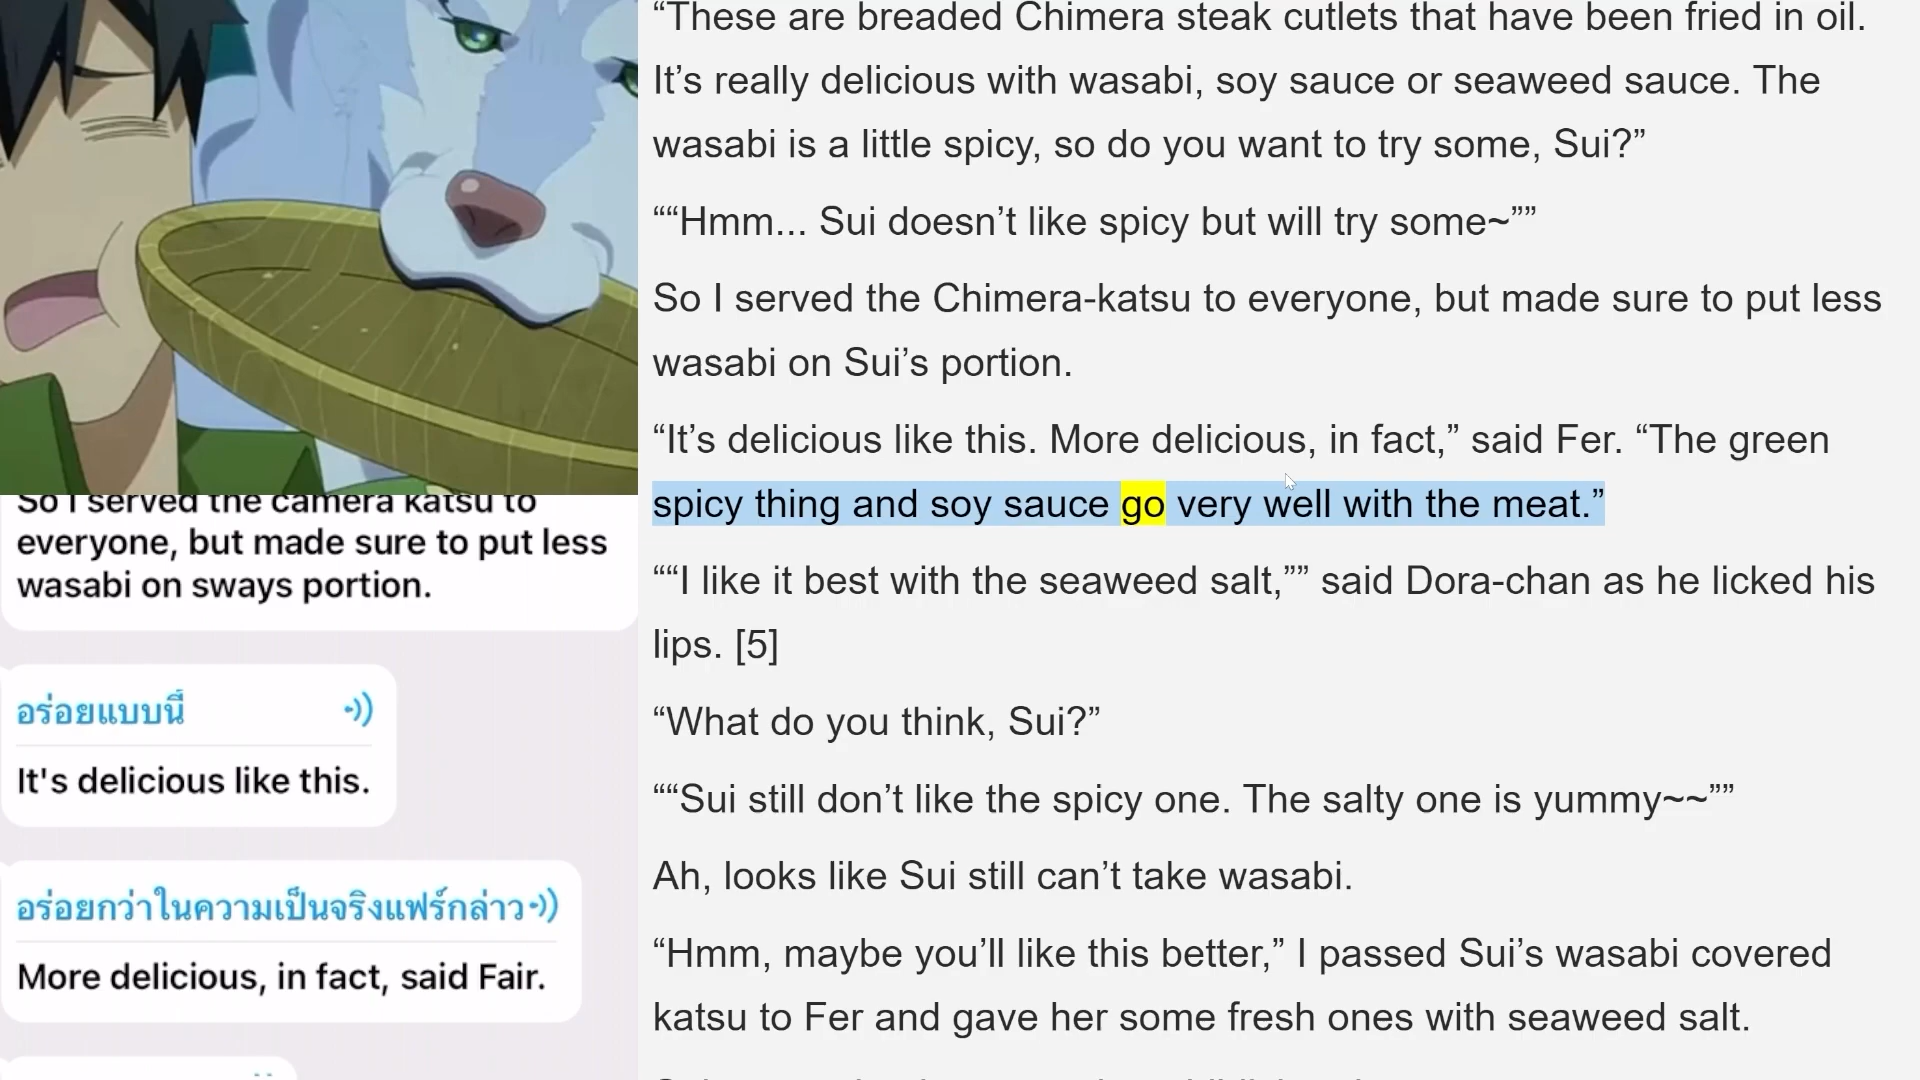 So I served the camera katsu to
everyone, but made sure to put less
wasabi on sways portion.
อร่อยแบบนี้
It's delicious like this.
อร่อยกว่าในความเป็นจริงแฟร์กล่าว
More delicious, in fact, said Fair.
“These are breaded Chimera steak cutlets that have been fried in oil.
It’s really delicious with wasabi, soy sauce or seaweed sauce. The
wasabi is a little spicy, so do you want to try some, Sui?”
““Hmm... Sui doesn’t like spicy but will try some~””
So I served the Chimera-katsu to everyone, but made sure to put less
wasabi on Sui’s portion.
“It’s delicious like this. More delicious, in fact,” said Fer. “The green
spicy thing and soy sauce go very well with the meat.”
““I like it best with the seaweed salt,”” said Dora-chan as he licked his
lips. [5]
“What do you think, Sui?”
““Sui still don’t like the spicy one. The salty one is yummy~~””
Ah, looks like Sui still can’t take wasabi.
“Hmm, maybe you’ll like this better,” I passed Sui’s wasabi covered
katsu to Fer and gave her some fresh ones with seaweed salt.